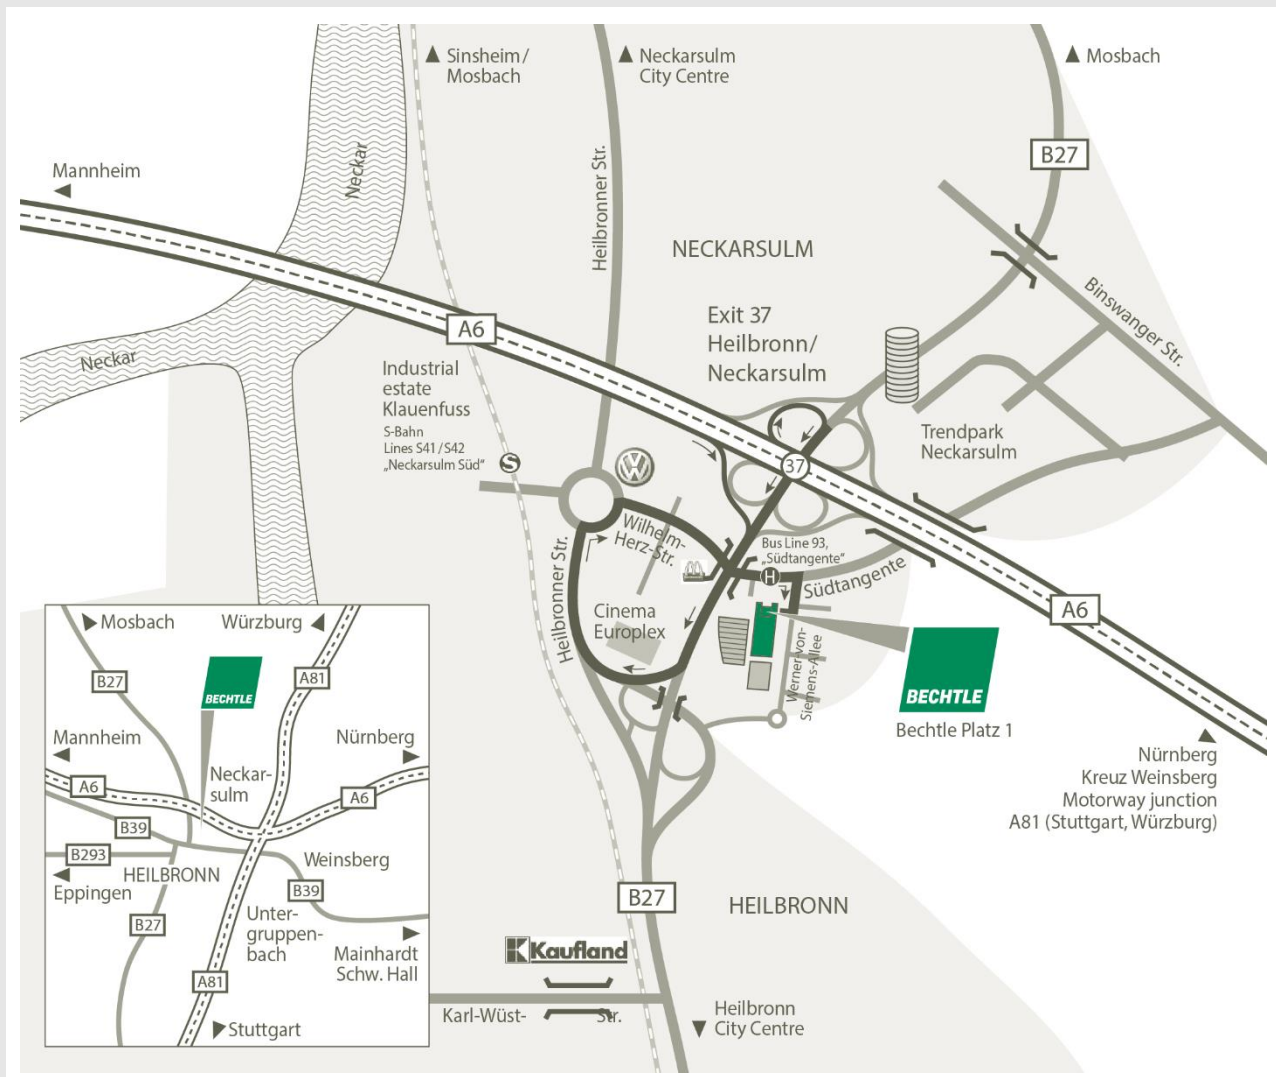 Sinsheim/
Mosbach
Neckarsulm
City Centre
Mosbach
B27
Mannheim
Neckar
Heilbronner Str.
NECKARSULM
Binswanger Str.
Exit 37
Heilbronn/
Neckarsulm
A6
Neckar
Industrial
estate
Klauenfuss
S-Bahn
Lines S41/S42
„Neckarsulm Süd“
S
VW
37
Trendpark
Neckarsulm
Wilhelm-
Herz-Str.
Bus Line 93,
„Südtangente“
H
Südtangente
Heilbronner Str.
Cinema
Europlex
Werner-von-
Siemens-Allee
A6
BECHTLE
Bechtle Platz 1
Nürnberg
Kreuz Weinsberg
Motorway junction
A81 (Stuttgart, Würzburg)
B27
HEILBRONN
K Kaufland
Karl-Wüst- Str.
Heilbronn
City Centre
Mosbach
Würzburg
B27
BECHTLE
A81
Mannheim
Nürnberg
A6
Neckar-
sulm
A6
B39
B293
HEILBRONN
Weinsberg
Eppingen
B39
B27
Unter-
gruppen-
bach
Mainhardt
Schw. Hall
A81
Stuttgart